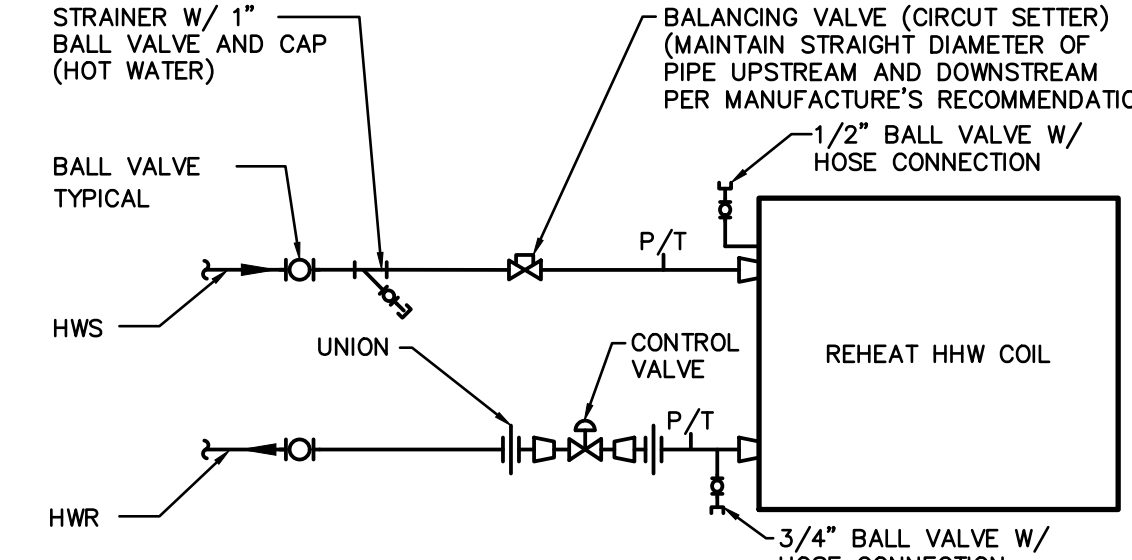 STRAINER W/ 1"
BALL VALVE AND CAP
(HOT WATER)
BALANCING VALVE (CIRCUT SETTER)
(MAINTAIN STRAIGHT DIAMETER OF
PIPE UPSTREAM AND DOWNSTREAM
PER MANUFACTURE'S RECOMMENDATIO
1/2" BALL VALVE W/
HOSE CONNECTION
BALL VALVE
TYPICAL
P/T
HWS
UNION
CONTROL
VALVE
REHEAT HHW COIL
P/T
HWR
3/4" BALL VALVE W/
HOSE CONNECTION